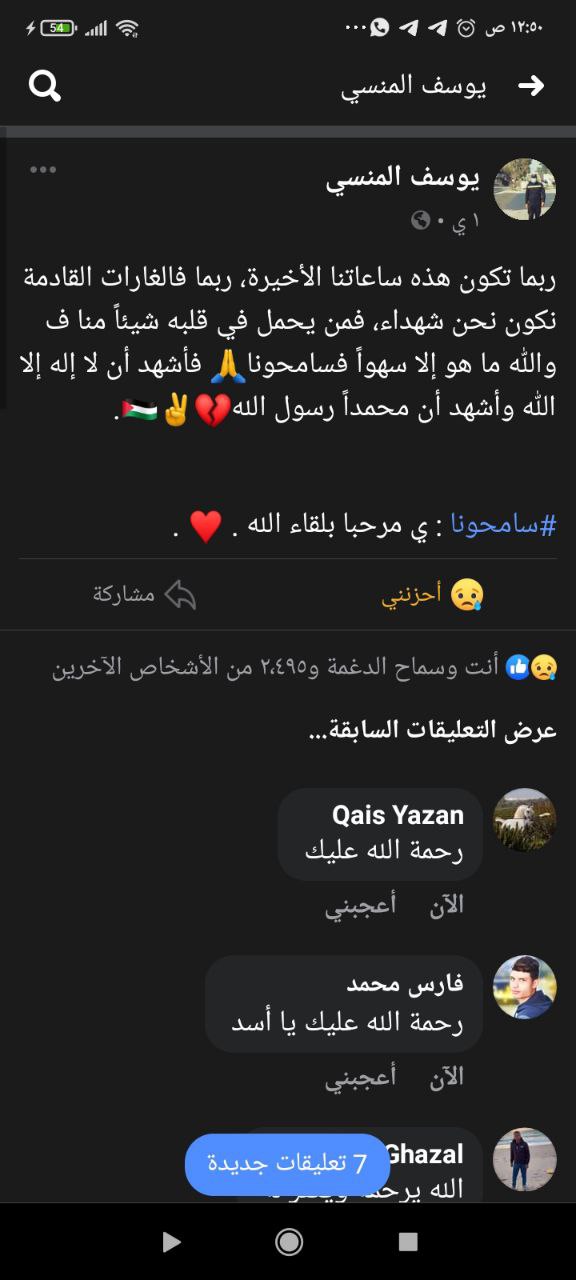 ١٢:٥٠ ص
54
يوسف المنسي
يوسف المنسي
١ ي
ربما تكون هذه ساعاتنا الأخيرة، ربما فالغارات القادمة
نكون نحن شهداء، فمن يحمل في قلبه شيئاً منا ف
والله ما هو إلا سهواً فسامحونا🙏 فأشهد أن لا إله إلا
الله وأشهد أن محمداً رسول الله💔✌🇵🇸.
#سامحونا : ي مرحبا بلقاء الله . ♥ .
أحزنني
مشاركة
أنت وسماح الدغمة و٢،٤٩٥ من الأشخاص الآخرين
عرض التعليقات السابقة...
Qais Yazan
رحمة الله عليك
الآن أعجبني
فارس محمد
رحمة الله عليك يا أسد
الآن أعجبني
Ghazal
الله
7 تعليقات جديدة